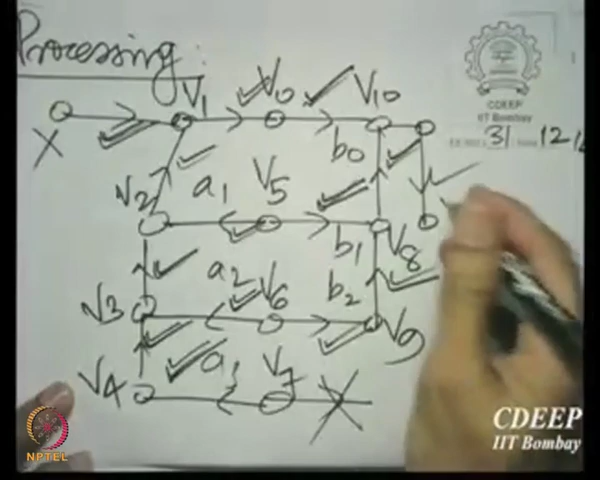 Processing:
CDEEP
IIT Bombay
31
12
X V1 V0 V10
b0
V2 a1 V5
b1 V8
a2 V6 b2
V3 V9
V4 a3 V7
CDEEP
IIT Bombay
NPTEL